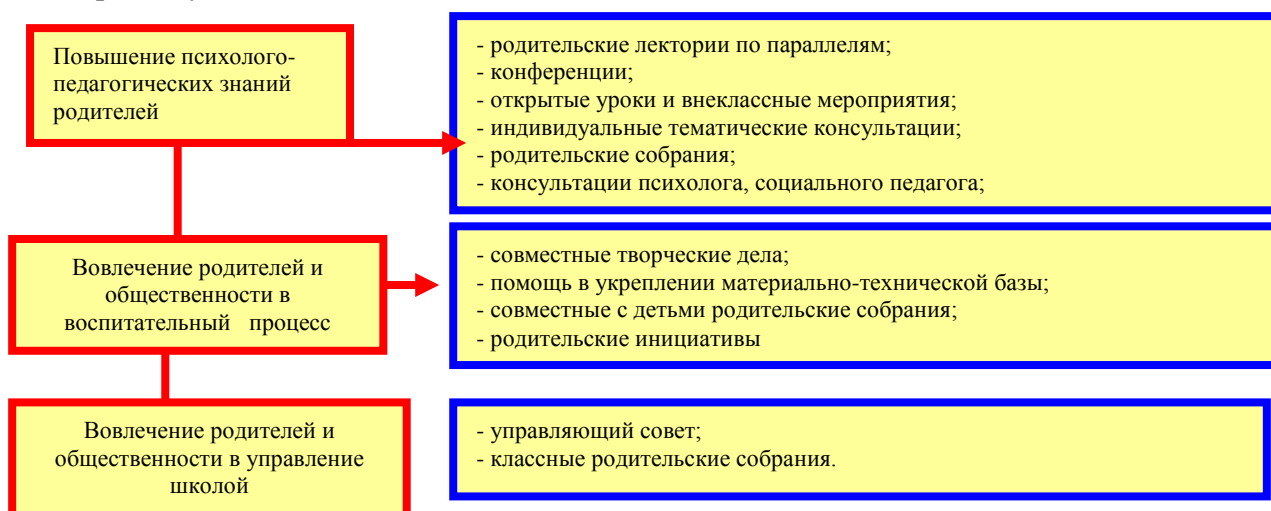 Повышение психолого-
педагогических знаний
родителей
- родительские лектории по параллелям;
- конференции;
- открытые уроки и внеклассные мероприятия;
- индивидуальные тематические консультации;
- родительские собрания;
- консультации психолога, социального педагога;
Вовлечение родителей и
общественности в
воспитательный процесс
- совместные творческие дела;
- помощь в укреплении материально-технической базы;
- совместные с детьми родительские собрания;
- родительские инициативы
Вовлечение родителей и
общественности в управление
школой
- управляющий совет;
- классные родительские собрания.